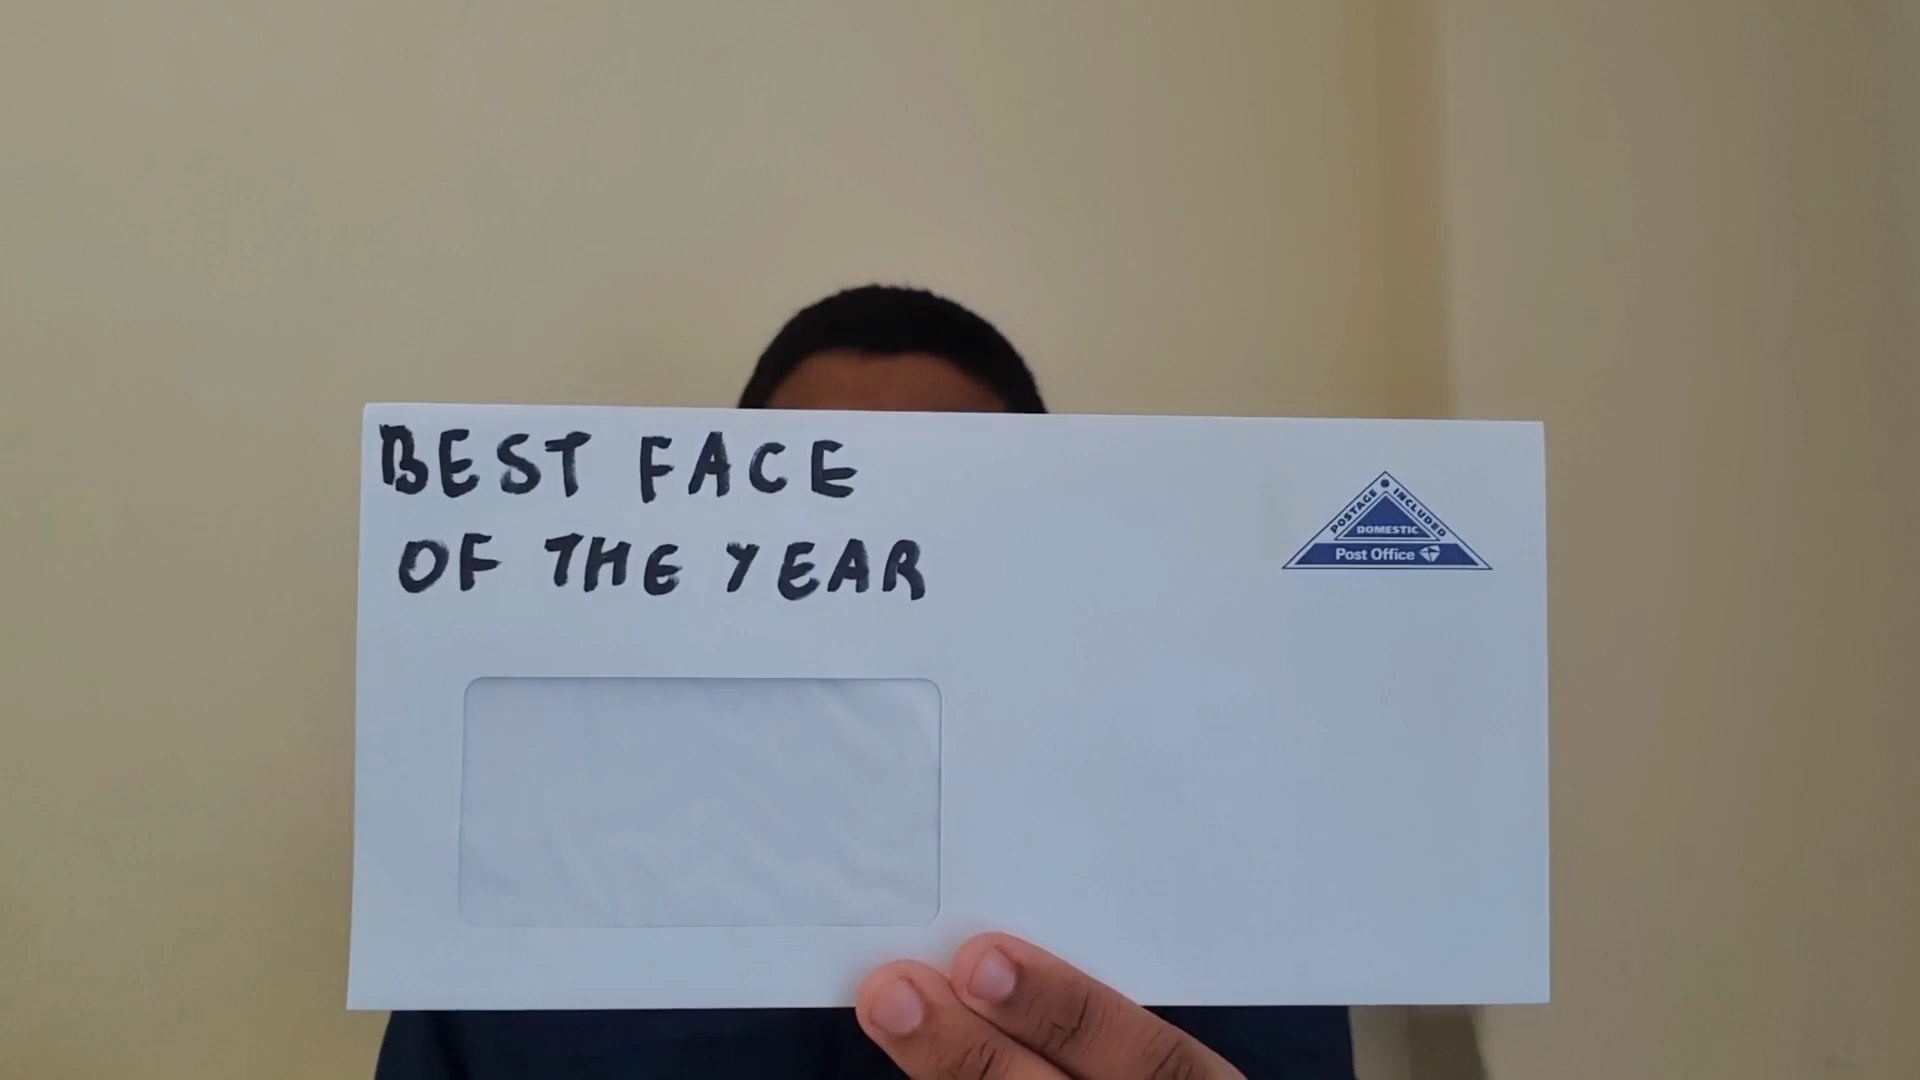 BEST FACE
OF THE YEAR
POSTAGE INCLUDED
DOMESTIC
Post Office